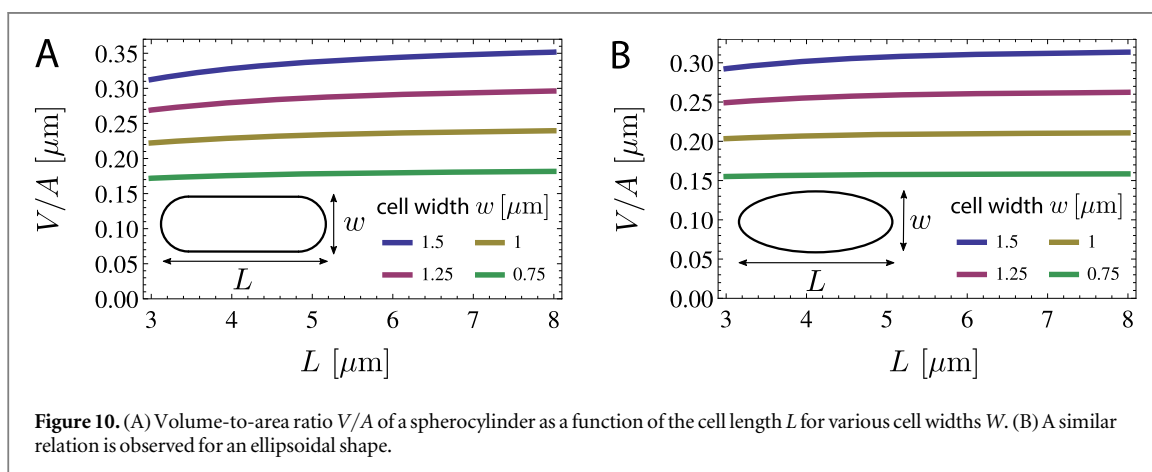 A
0.35
0.30
0.25
0.20
0.15
0.10
0.05
0.00
V/A [μm]
cell width w [μm]
1.5 1
1.25 0.75
w
L
3 4 5 6 7 8
L [μm]
B
0.30
0.25
0.20
0.15
0.10
0.05
0.00
V/A [μm]
cell width w [μm]
1.5 1
1.25 0.75
w
L
3 4 5 6 7 8
L [μm]
Figure 10. (A) Volume-to-area ratio V/A of a spherocylinder as a function of the cell length L for various cell widths W. (B) A similar
relation is observed for an ellipsoidal shape.